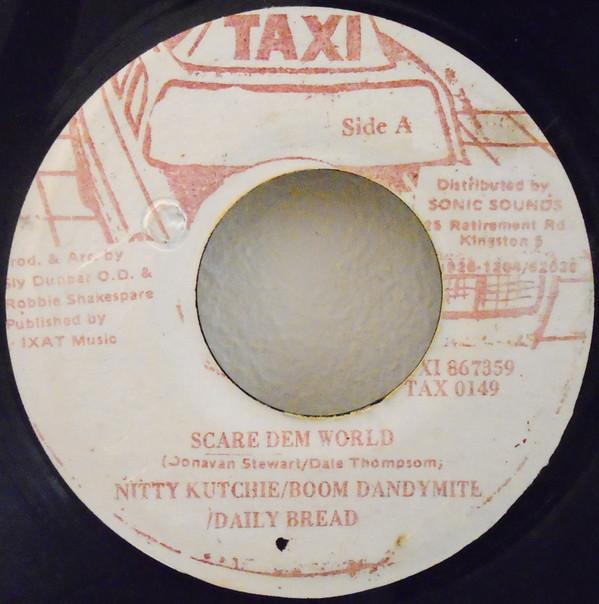 TAXI
Side A
Distributed by
SONIC SOUNDS
25 Retirement Rd
Kingston 5
rod. & Arr. by
Sly Dunbar O.D. &
Robbie Shakespare
Published by
IXAT Music
XI 867359
TAX 0149
SCARE DEM WORLD
(Donavan Stewart/Dale Thompsom)
NITTY KUTCHIE/BOOM DANDYMITE
/DAILY BREAD